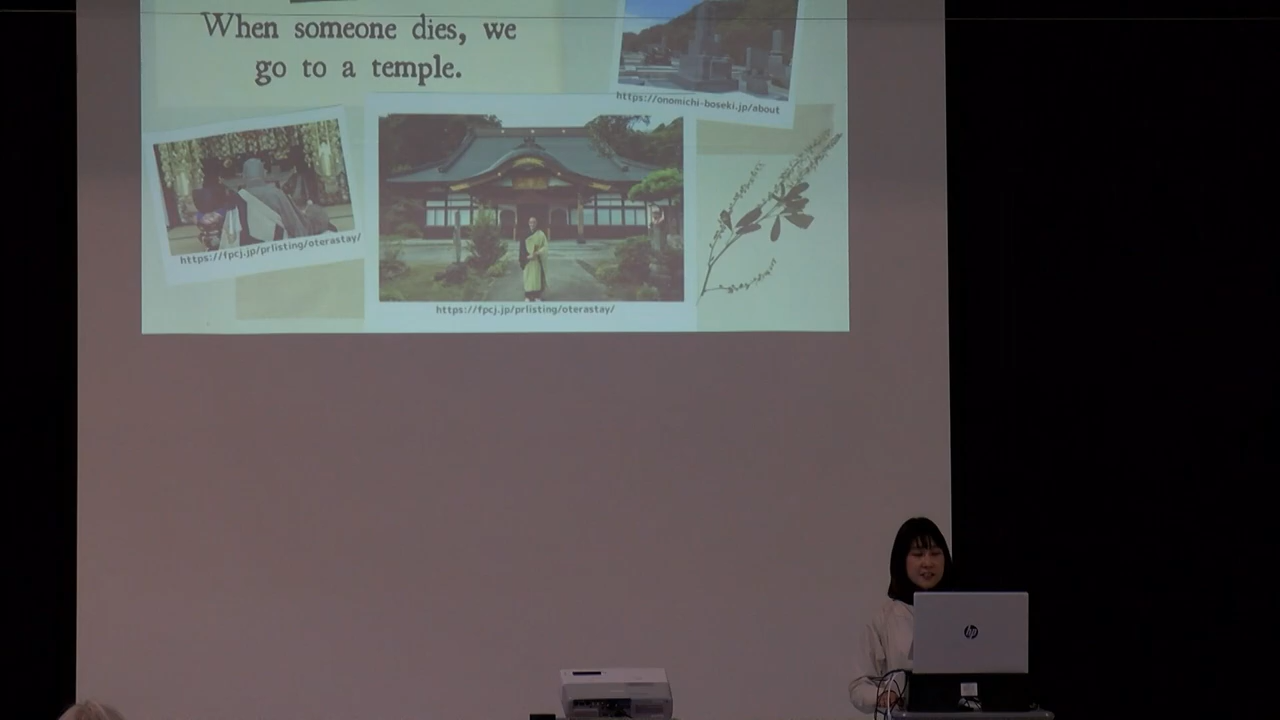 When someone dies, we
go to a temple.
https://onomichi-boseki.jp/about
https://fpcj.jp/prlisting/oterastay/
https://fpcj.jp/prlisting/oterastay/
hp